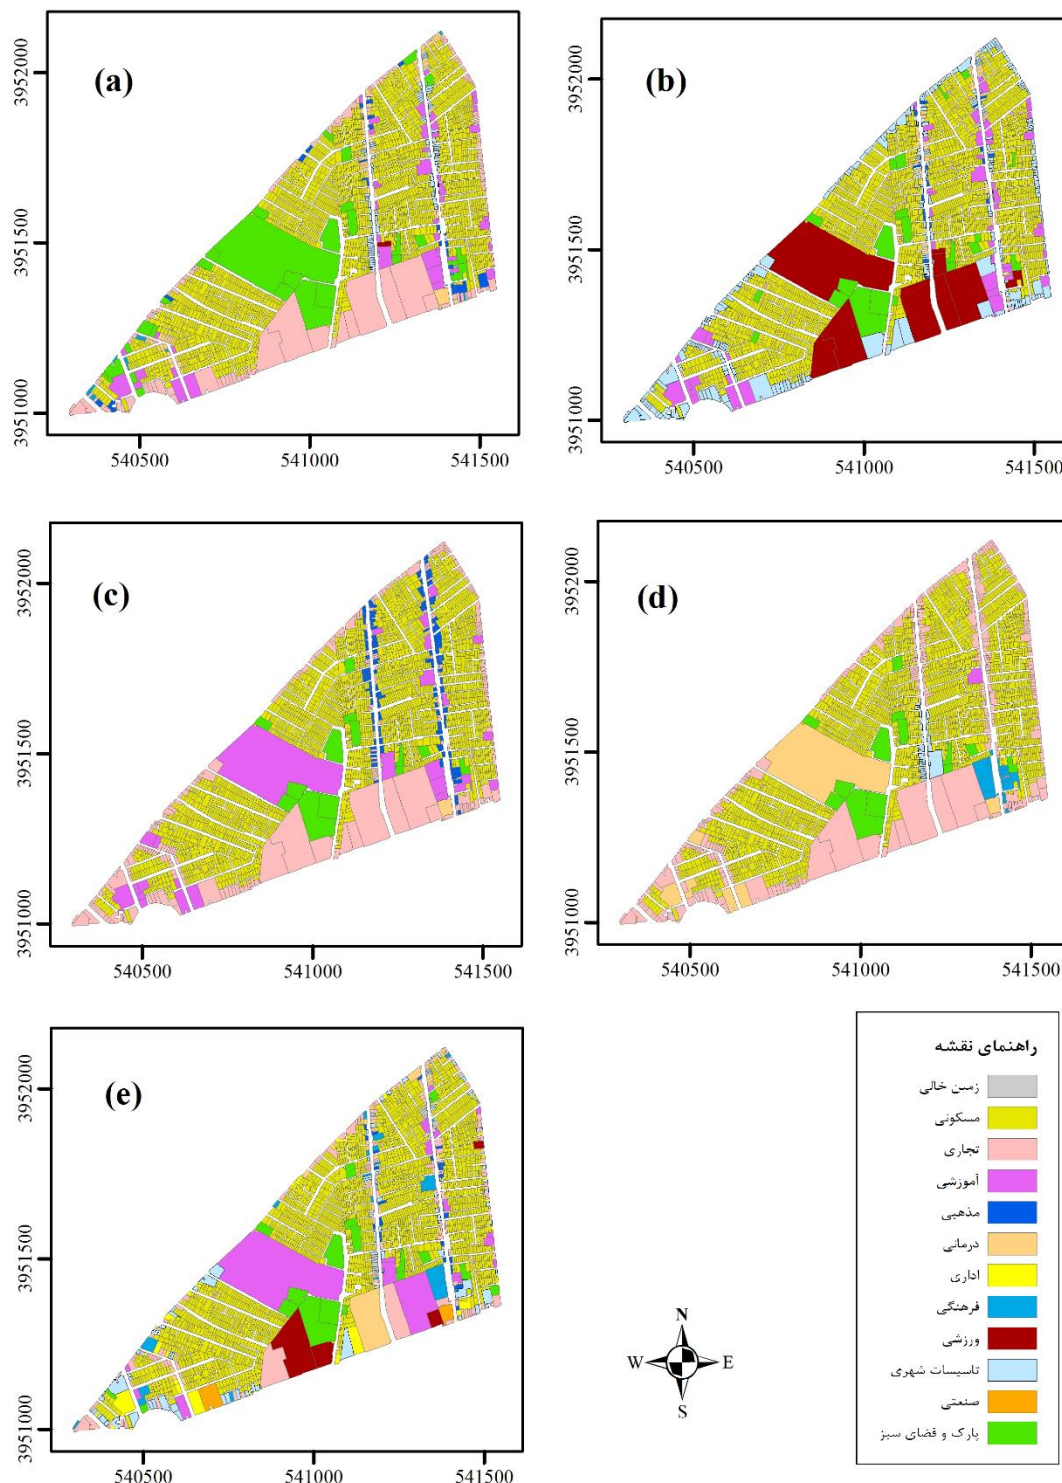 (a)
3952000
3951500
3951000
540500
541000
541500
(b)
3952000
3951500
3951000
540500
541000
541500
(c)
3952000
3951500
3951000
540500
541000
541500
(d)
3952000
3951500
3951000
540500
541000
541500
(e)
3952000
3951500
3951000
540500
541000
541500
N
W
E
S
راهنمای نقشه
زمین خالی
مسکونی
تجاری
آموزشی
مذهبی
درمانی
اداری
فرهنگی
ورزشی
تاسیسات شهری
صنعتی
پارک و فضای سبز